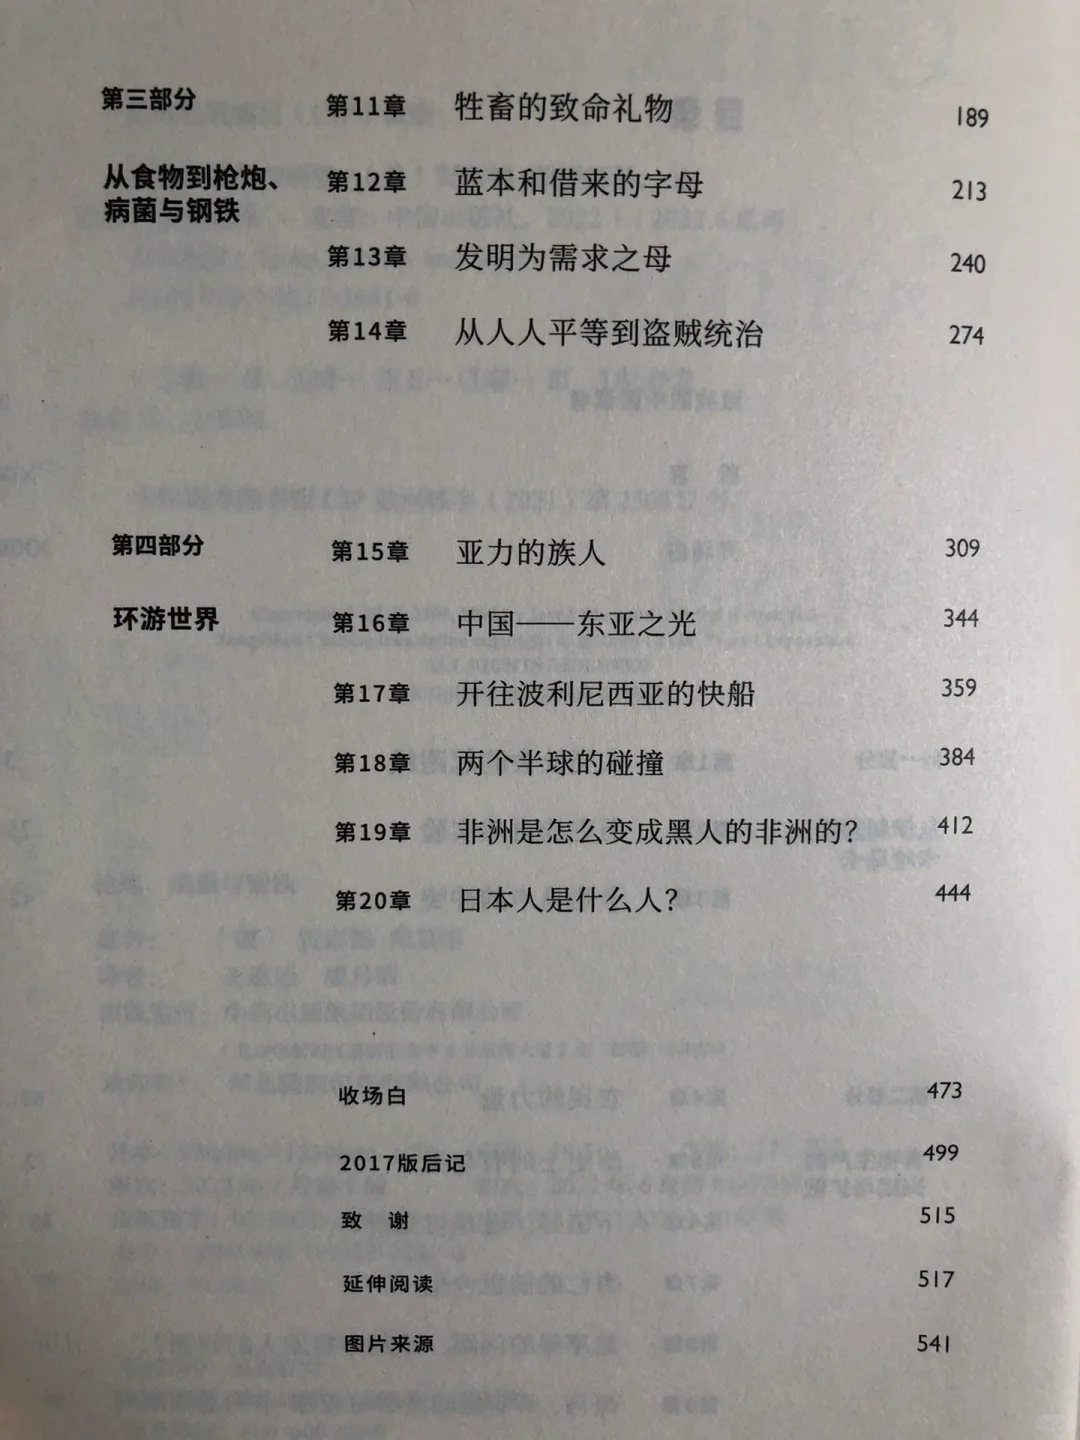 第三部分
第11章 牲畜的致命礼物 189
从食物到枪炮、
病菌与钢铁
第12章 蓝本和借来的字母 213
第13章 发明为需求之母 240
第14章 从人人平等到盗贼统治 274
第四部分
第15章 亚力的族人 309
环游世界
第16章 中国——东亚之光 344
第17章 开往波利尼西亚的快船 359
第18章 两个半球的碰撞 384
第19章 非洲是怎么变成黑人的非洲的? 412
第20章 日本人是什么人? 444
收场白 473
2017版后记 499
致 谢 515
延伸阅读 517
图片来源 541